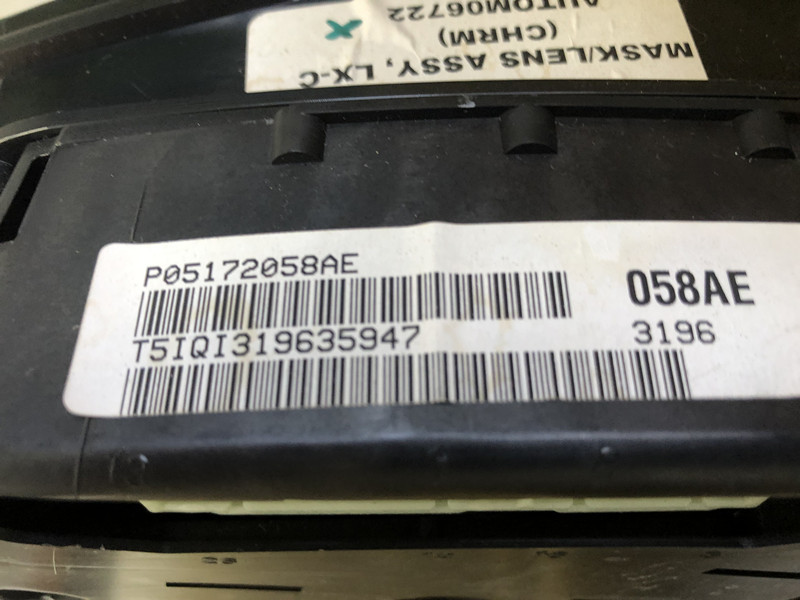 MASK/LENS ASSY, LX-C
(CHRM)
AUTOM06722
P05172058AE
058AE
T5IQI319635947
3196